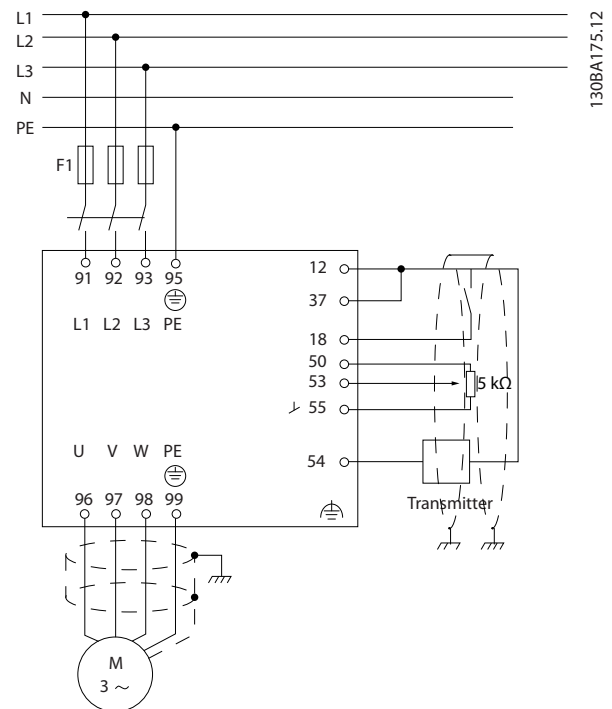 L1
L2
L3
N
PE
130BA175.12
F1
91 92 93 95
L1 L2 L3 PE
12
37
18
50
53
55
54
5 kΩ
Transmitter
U V W PE
96 97 98 99
M
3 ~